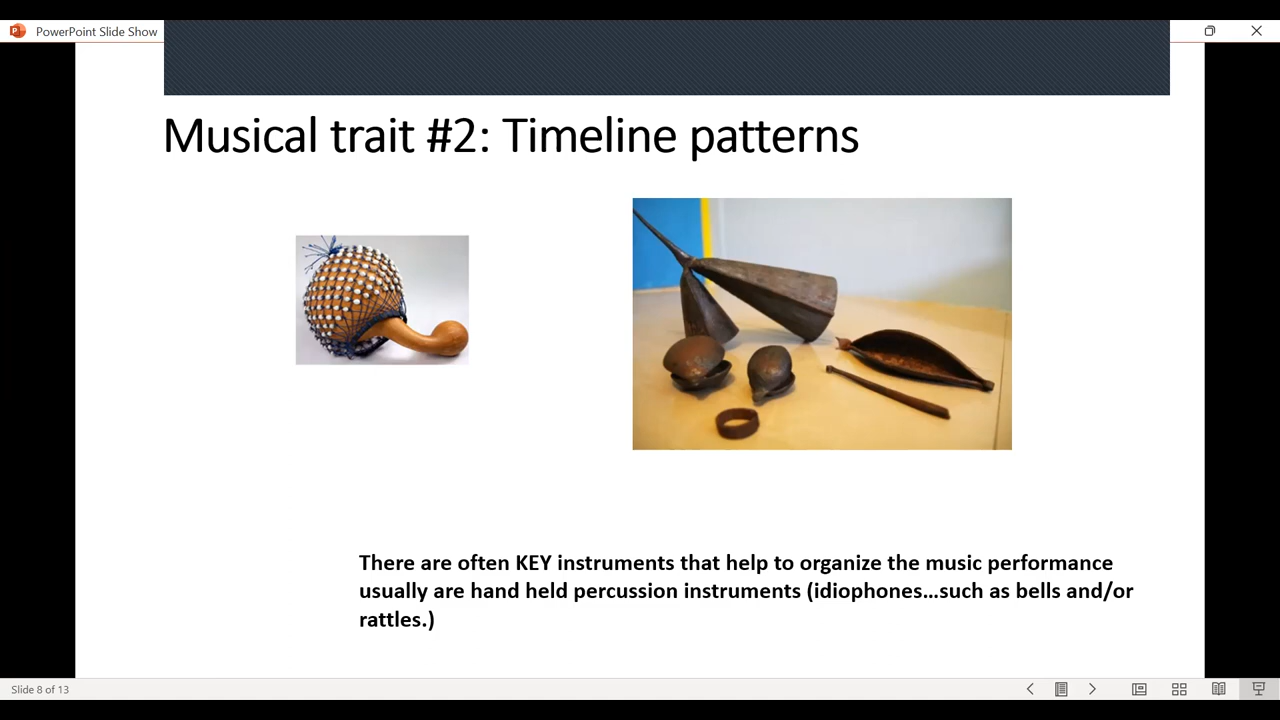 PowerPoint Slide Show
Musical trait #2: Timeline patterns
There are often KEY instruments that help to organize the music performance
usually are hand held percussion instruments (idiophones…such as bells and/or
rattles.)
Slide 8 of 13